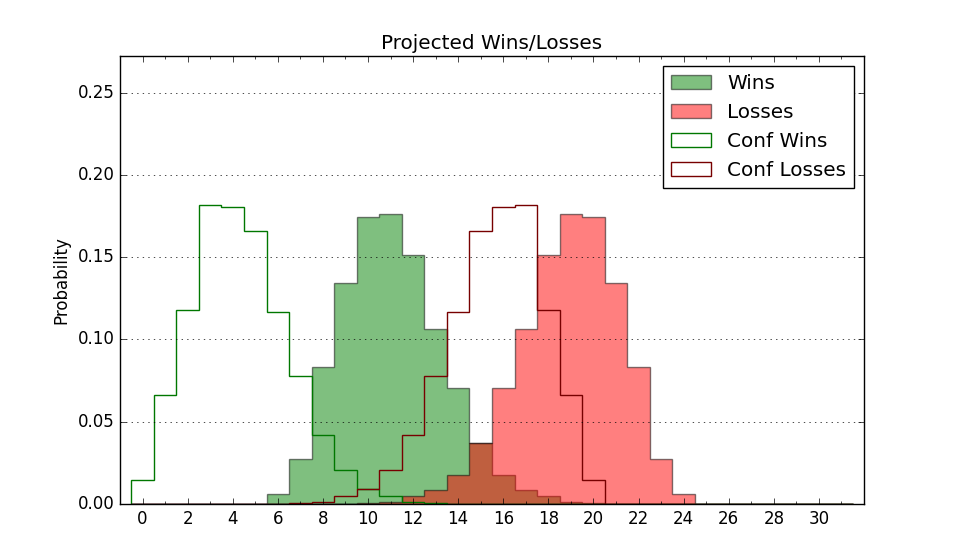 Projected Wins/Losses
Wins
Losses
Conf Wins
Conf Losses
Probability
0.25
0.20
0.15
0.10
0.05
0.00
0 2 4 6 8 10 12 14 16 18 20 22 24 26 28 30